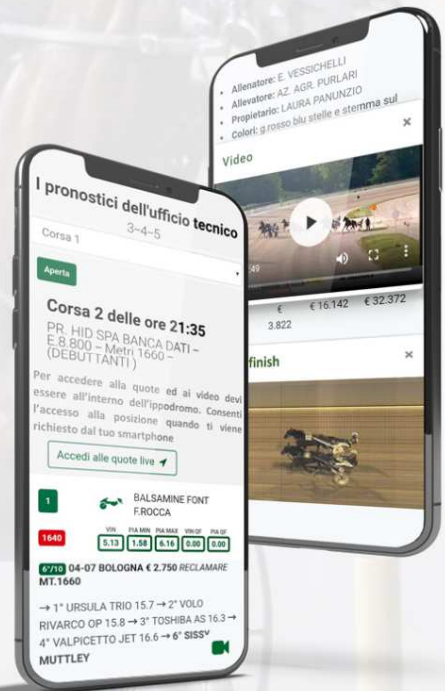 I pronostici dell'ufficio tecnico
3-4-5
Corsa 1
Aperta
Corsa 2 delle ore 21:35
PR. HID SPA BANCA DATI –
E.8.800 – Metri 1660 –
(DEBUTTANTI )
Per accedere alla quote ed ai video devi
essere all'interno dell'ippodromo. Consenti
l'accesso alla posizione quando ti viene
richiesto dal tuo smartphone
Accedi alle quote live
1
BALSAMINE FONT
F.ROCCA
1640
VIN PIA MIN PIA MAX VIN QF PIA QF
5.13 1.58 6.16 0.00 0.00
6°/10 04-07 BOLOGNA € 2.750 RECLAMARE
MT.1660
→ 1° URSULA TRIO 15.7 → 2° VOLO
RIVARCO OP 15.8 → 3° TOSHIBA AS 16.3 →
4° VALPICETTO JET 16.6 → 6° SISSY
MUTTLEY
• Allenatore: E. VESSICHELLI
• Allevatore: AZ. AGR. PURLARI
• Propietario: LAURA PANUNZIO
• Colori: g.rosso blu stelle e stemma sul
×
Video
:49
€ € 16.142 € 32.372
3.822
finish
×